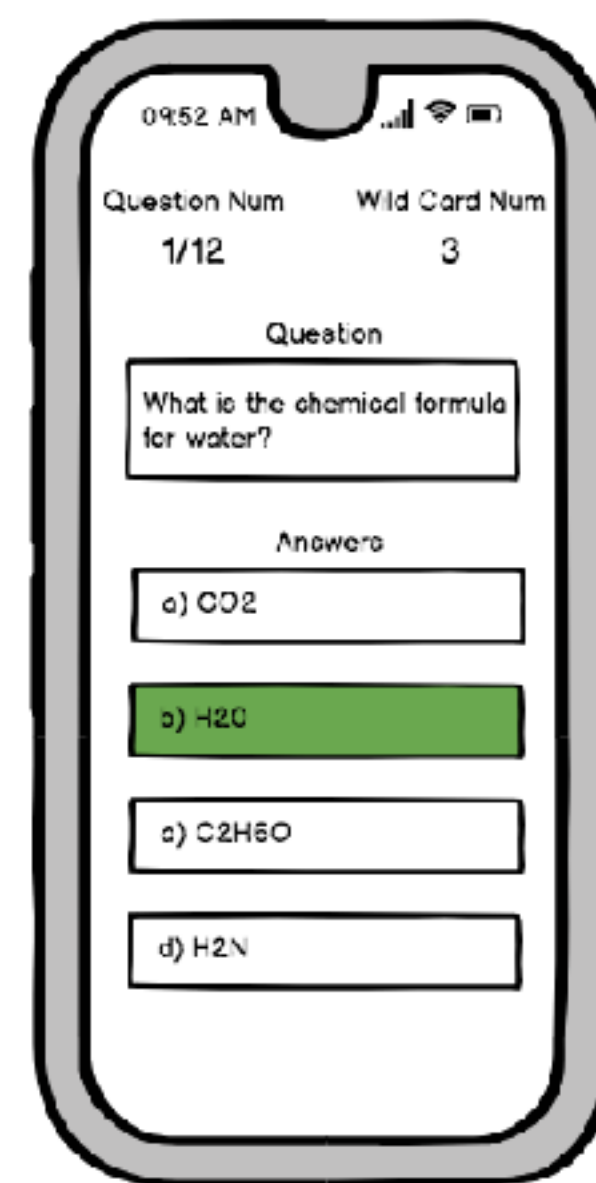 09:52 AM
Question Num Wild Card Num
1/12 3
Question
What is the chemical formula
for water?
Answers
a) CO2
b) H2O
c) C2H6O
d) H2N